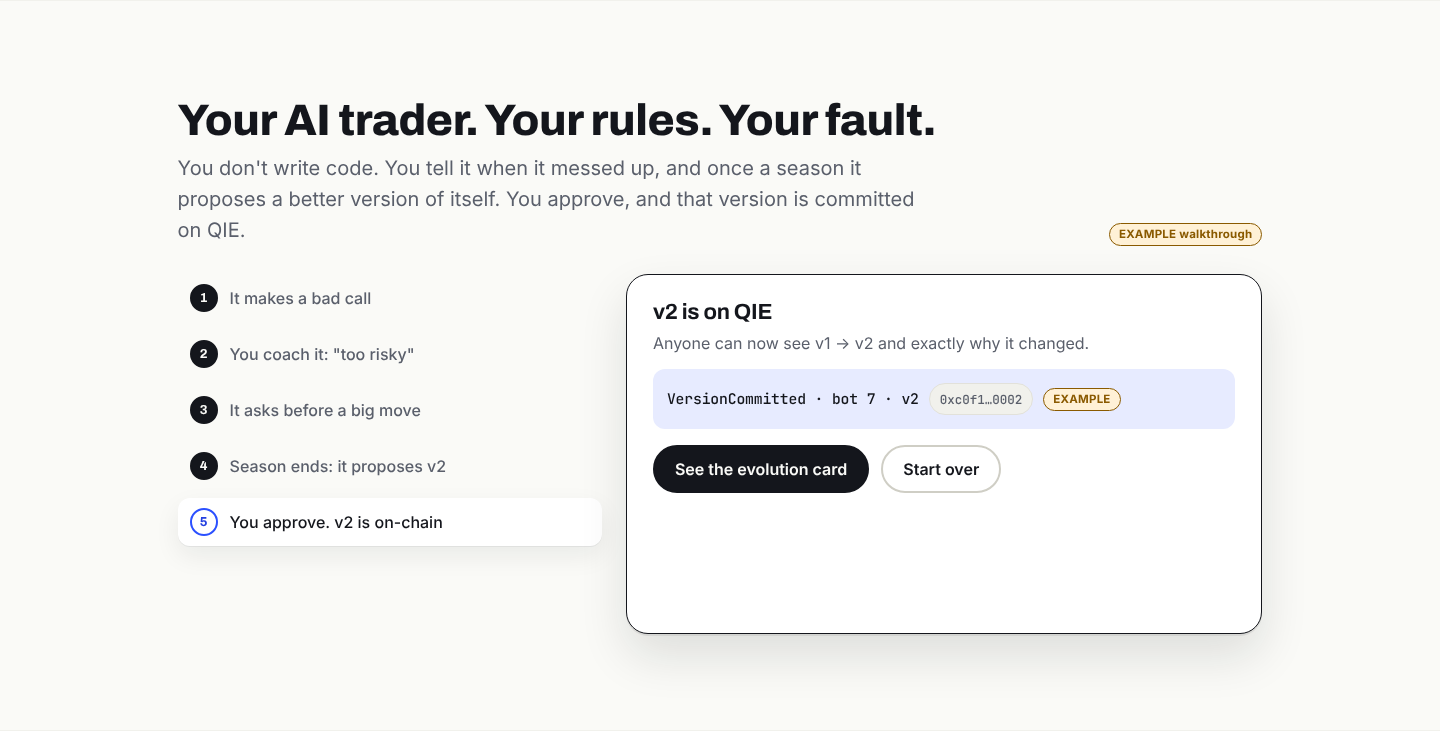 Your AI trader. Your rules. Your fault.
You don't write code. You tell it when it messed up, and once a season it
proposes a better version of itself. You approve, and that version is committed
on QIE.
EXAMPLE walkthrough
1 It makes a bad call
2 You coach it: "too risky"
3 It asks before a big move
4 Season ends: it proposes v2
5 You approve. v2 is on-chain
v2 is on QIE
Anyone can now see v1 → v2 and exactly why it changed.
VersionCommitted · bot 7 · v2 0xc0f1…0002 EXAMPLE
See the evolution card Start over